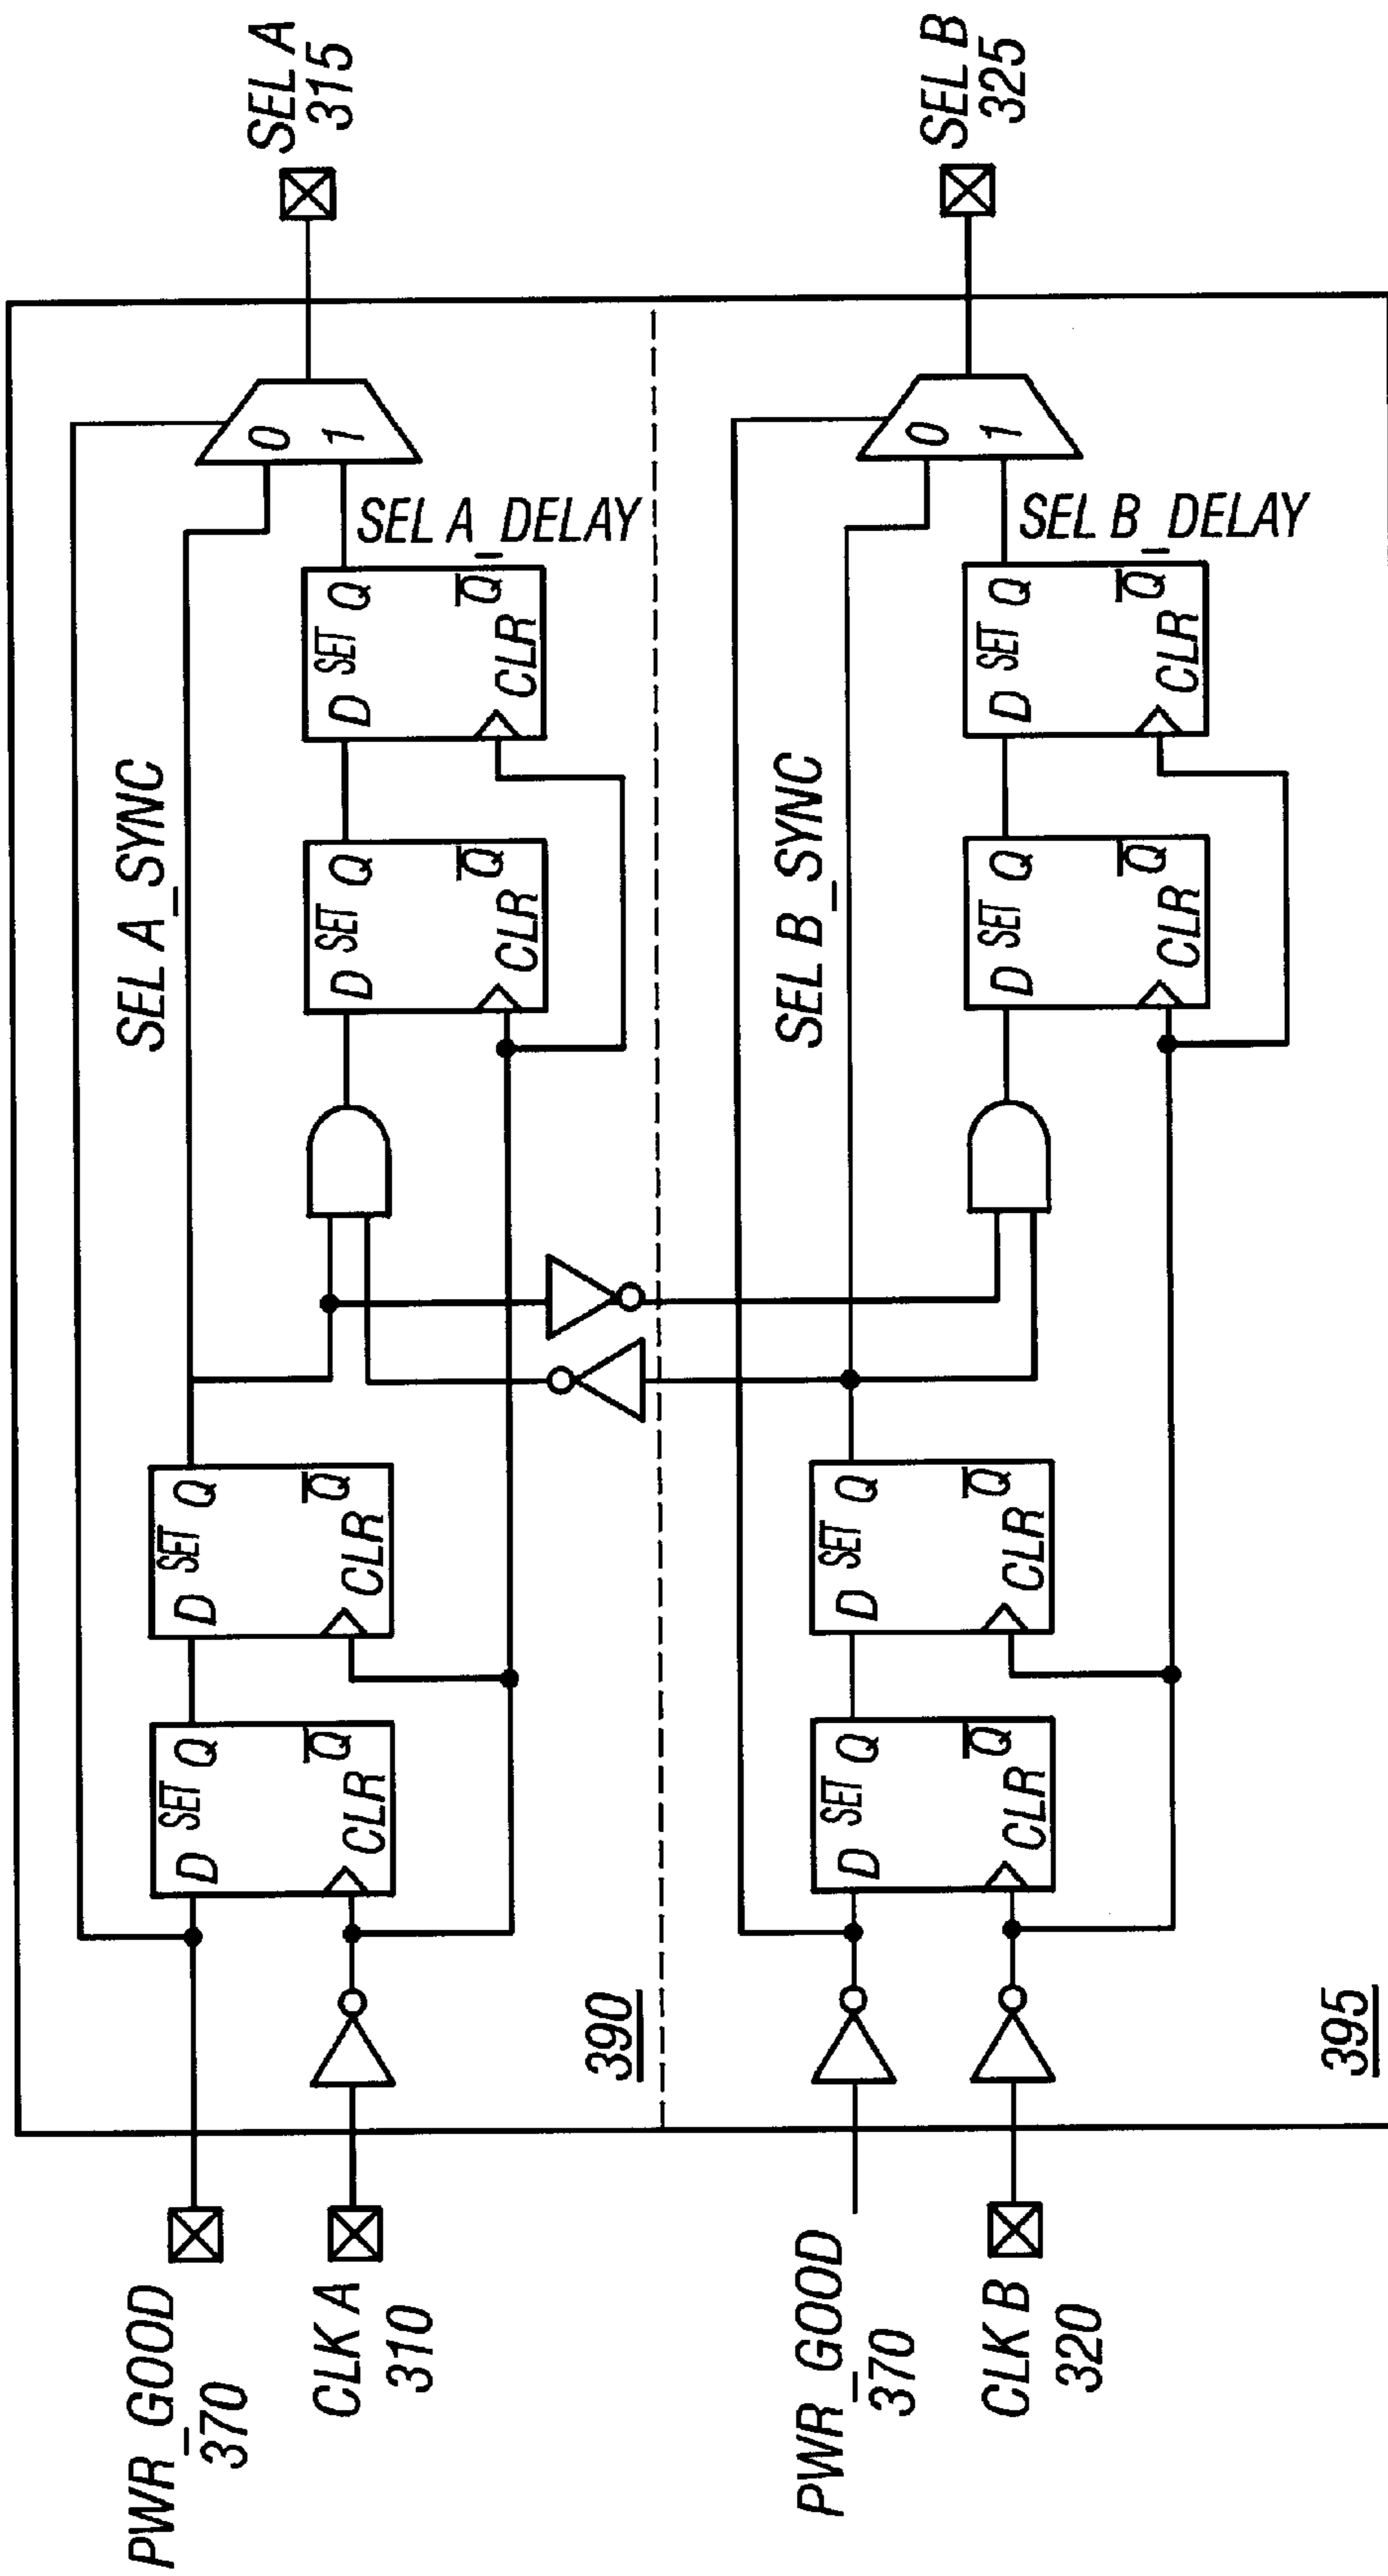 PWR_GOOD
370
CLK A
310
D SET Q
Q
CLR
D SET Q
Q
CLR
SEL A_SYNC
D SET Q
Q
CLR
D SET Q
Q
CLR
SEL A_DELAY
0
1
SEL A
315
390
PWR_GOOD
370
CLK B
320
D SET Q
Q
CLR
D SET Q
Q
CLR
SEL B_SYNC
D SET Q
Q
CLR
D SET Q
Q
CLR
SEL B_DELAY
0
1
SEL B
325
395